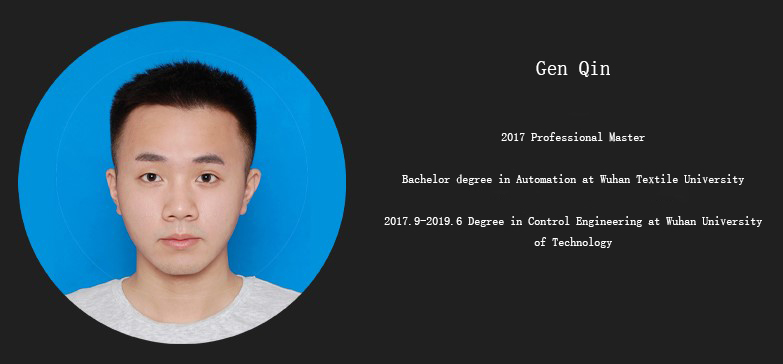 Gen Qin
2017 Professional Master
Bachelor degree in Automation at Wuhan Textile University
2017.9-2019.6 Degree in Control Engineering at Wuhan University
of Technology